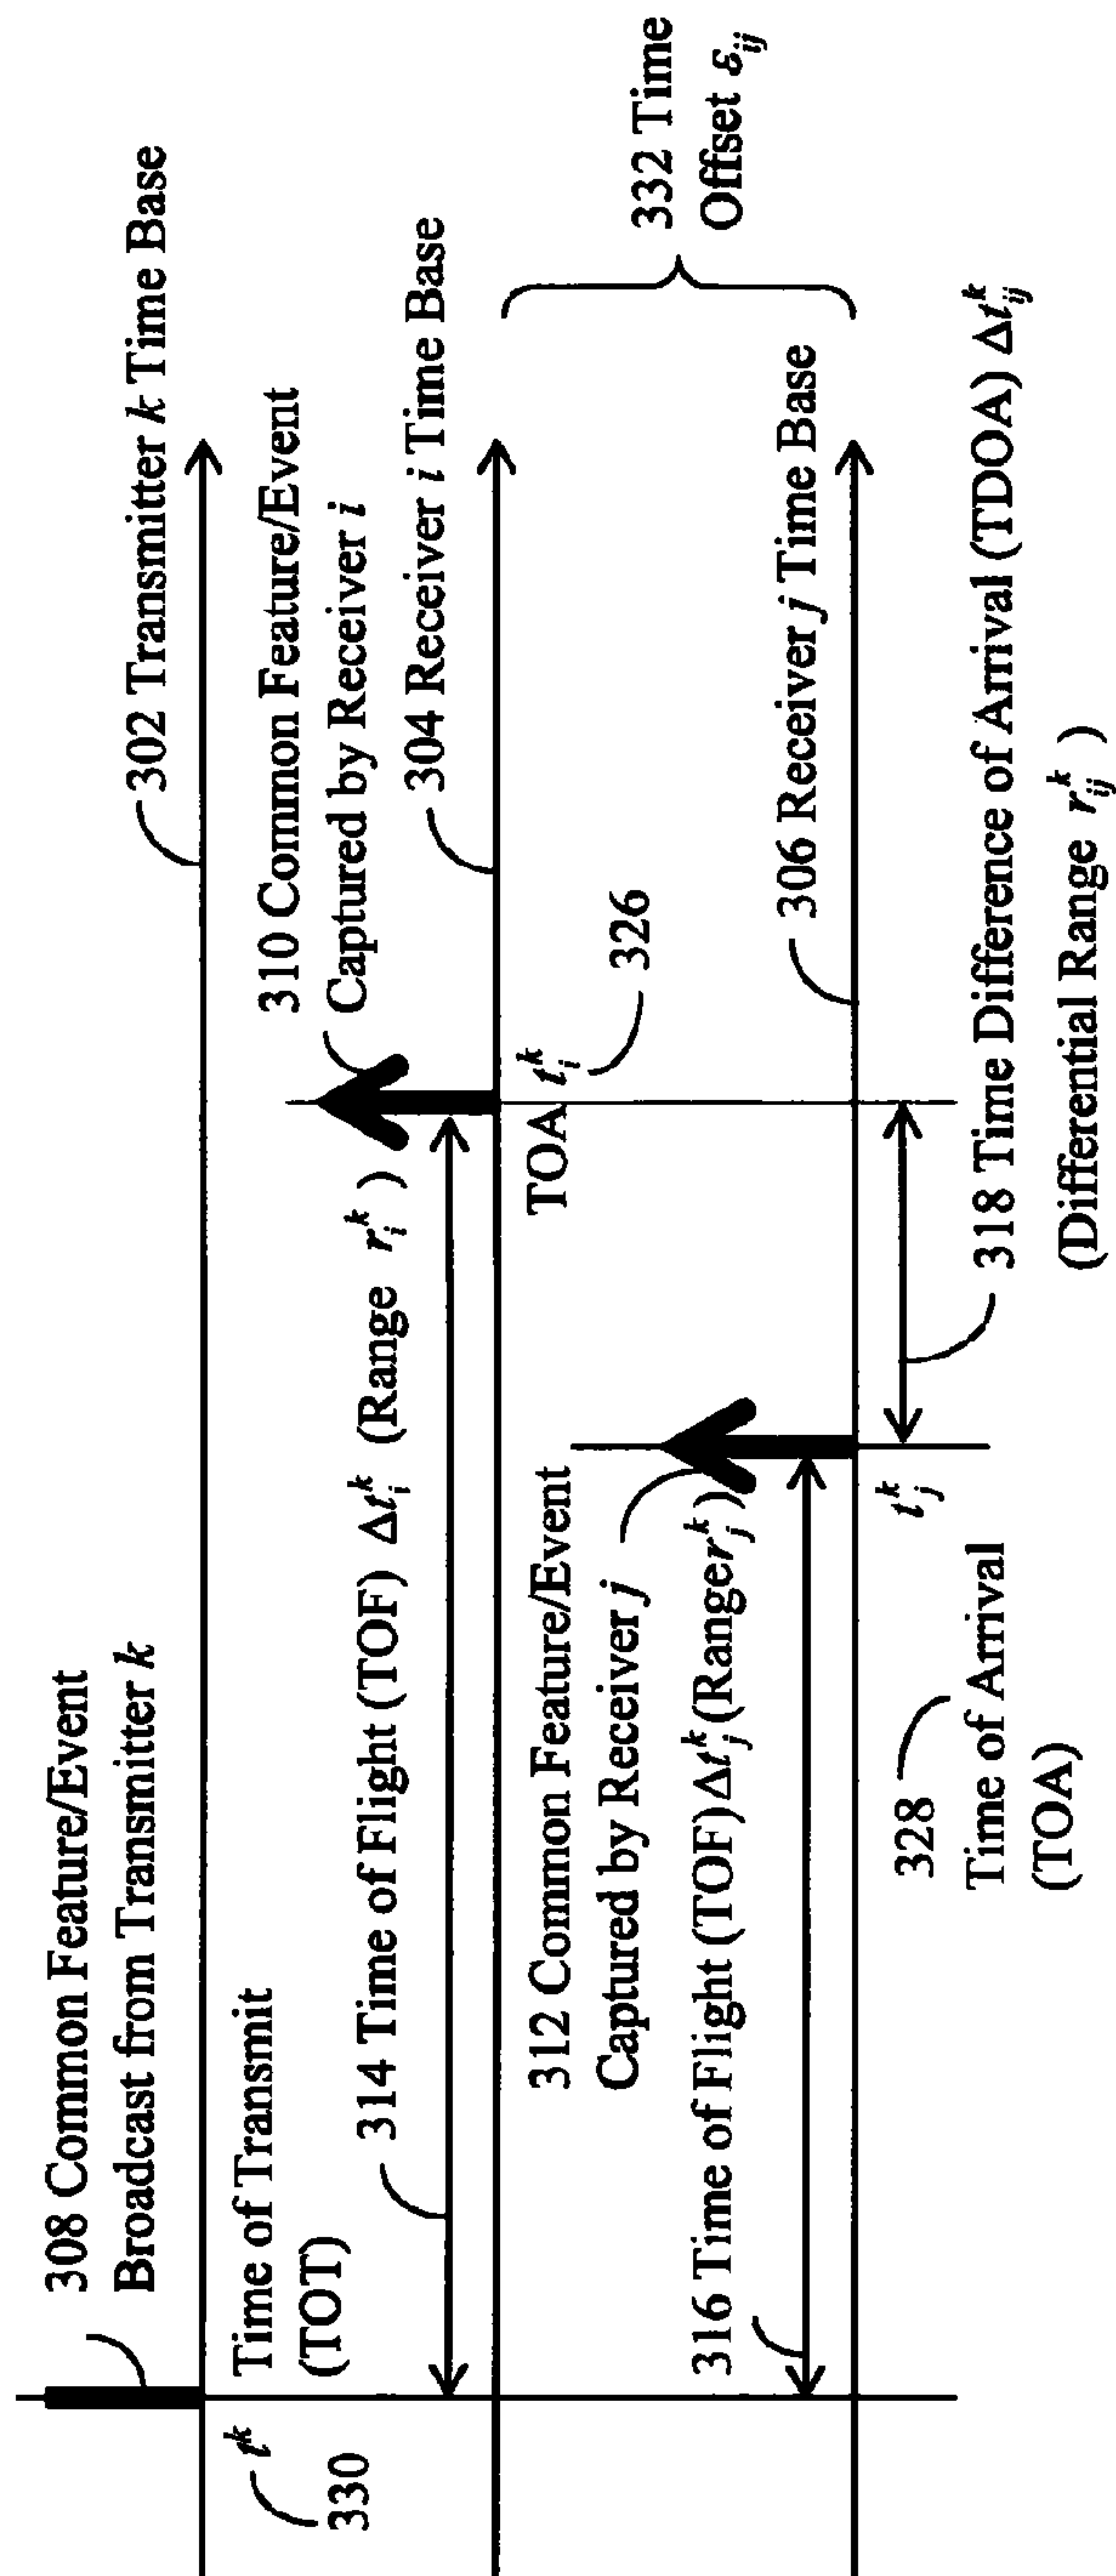 308 Common Feature/Event
Broadcast from Transmitter k
302 Transmitter k Time Base
t^k
330
Time of Transmit
(TOT)
310 Common Feature/Event
Captured by Receiver i
314 Time of Flight (TOF) Δt_i^k (Range r_i^k )
304 Receiver i Time Base
TOA t_i^k
326
312 Common Feature/Event
Captured by Receiver j
332 Time
Offset ε_ij
316 Time of Flight (TOF) Δt_j^k (Range r_j^k )
306 Receiver j Time Base
t_j^k
328
Time of Arrival
(TOA)
318 Time Difference of Arrival (TDOA) Δt_ij^k
(Differential Range r_ij^k )